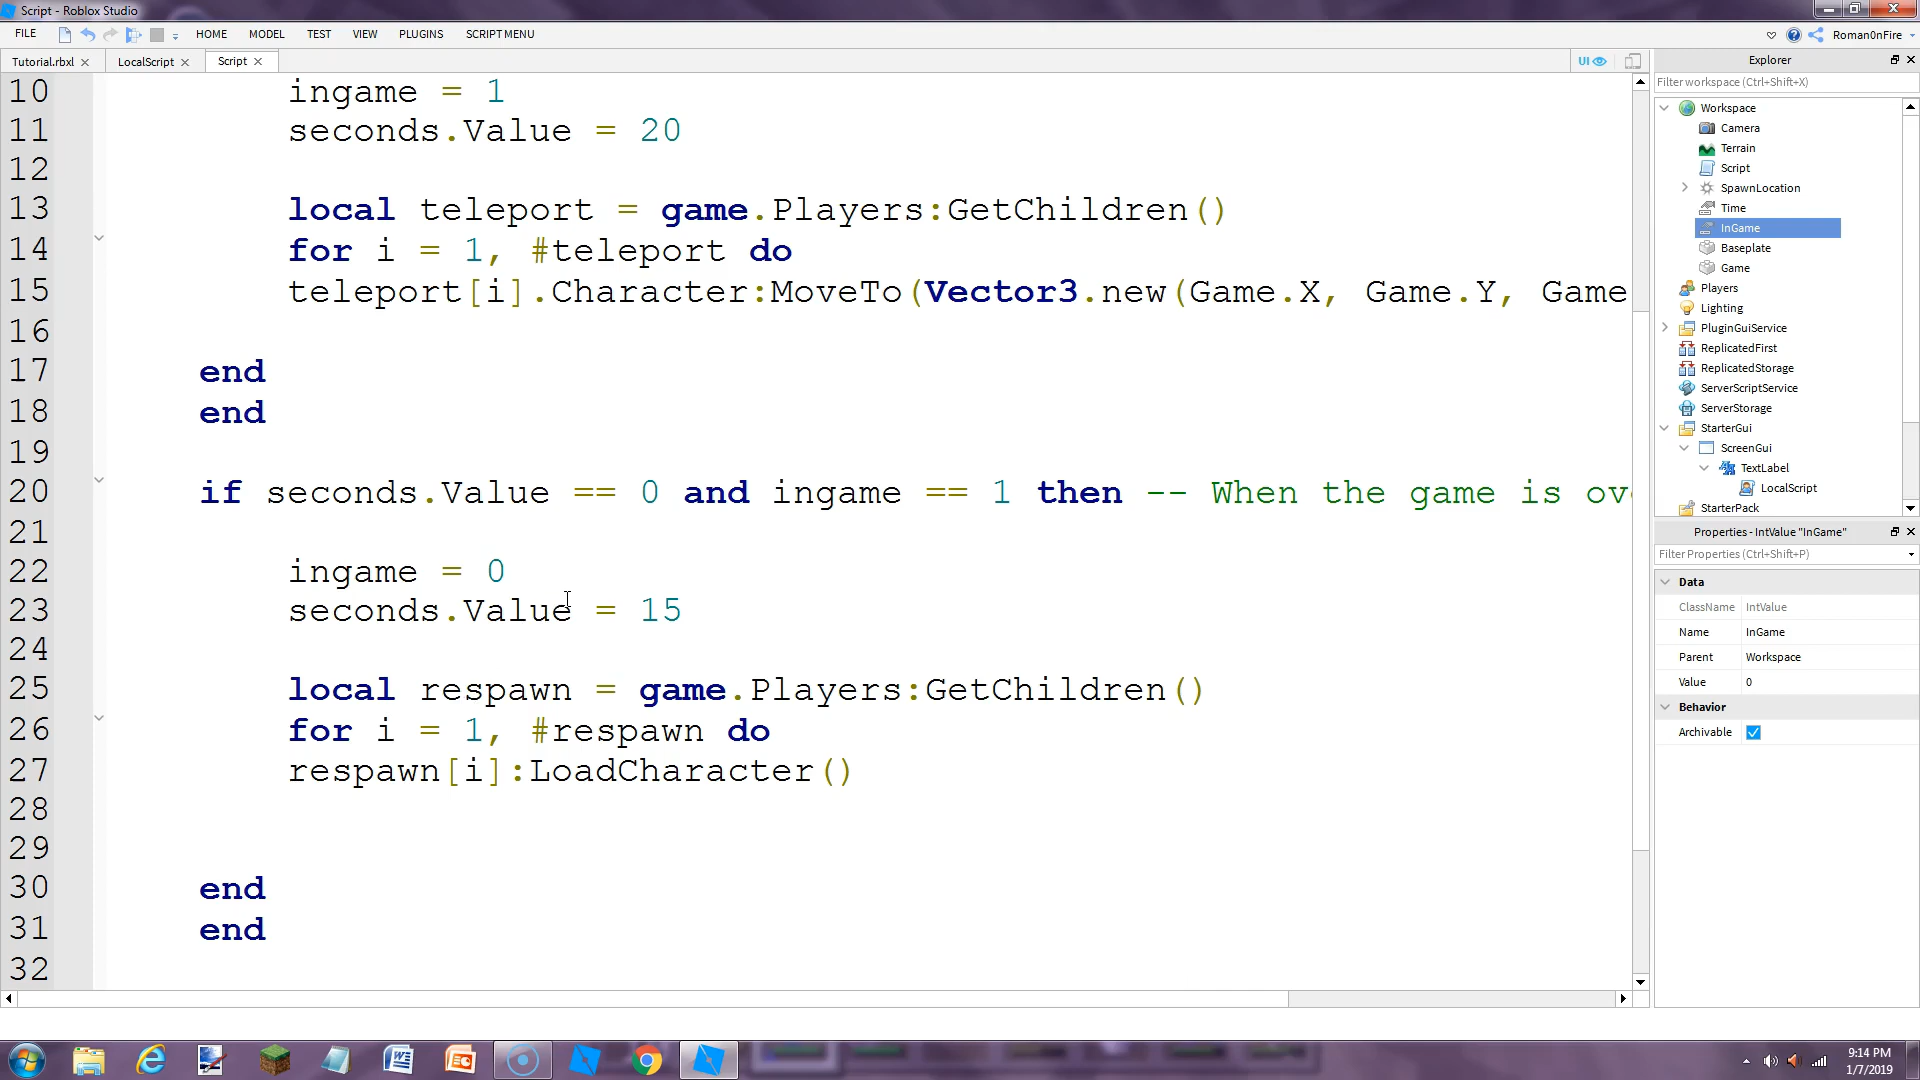 Script - Roblox Studio
FILE HOME MODEL TEST VIEW PLUGINS SCRIPT MENU Roman0nFire
Tutorial.rbxl LocalScript Script UI
10 ingame = 1
11 seconds.Value = 20
12
13 local teleport = game.Players:GetChildren()
14 for i = 1, #teleport do
15 teleport[i].Character:MoveTo(Vector3.new(Game.X, Game.Y, Game
16
17 end
18 end
19
20 if seconds.Value == 0 and ingame == 1 then -- When the game is ov
21
22 ingame = 0
23 seconds.Value = 15
24
25 local respawn = game.Players:GetChildren()
26 for i = 1, #respawn do
27 respawn[i]:LoadCharacter()
28
29
30 end
31 end
32
Explorer
Filter workspace (Ctrl+Shift+X)
Workspace
Camera
Terrain
Script
SpawnLocation
Time
InGame
Baseplate
Game
Players
Lighting
PluginGuiService
ReplicatedFirst
ReplicatedStorage
ServerScriptService
ServerStorage
StarterGui
ScreenGui
TextLabel
LocalScript
StarterPack
Properties - IntValue "InGame"
Filter Properties (Ctrl+Shift+P)
Data
ClassName IntValue
Name InGame
Parent Workspace
Value 0
Behavior
Archivable
9:14 PM
1/7/2019